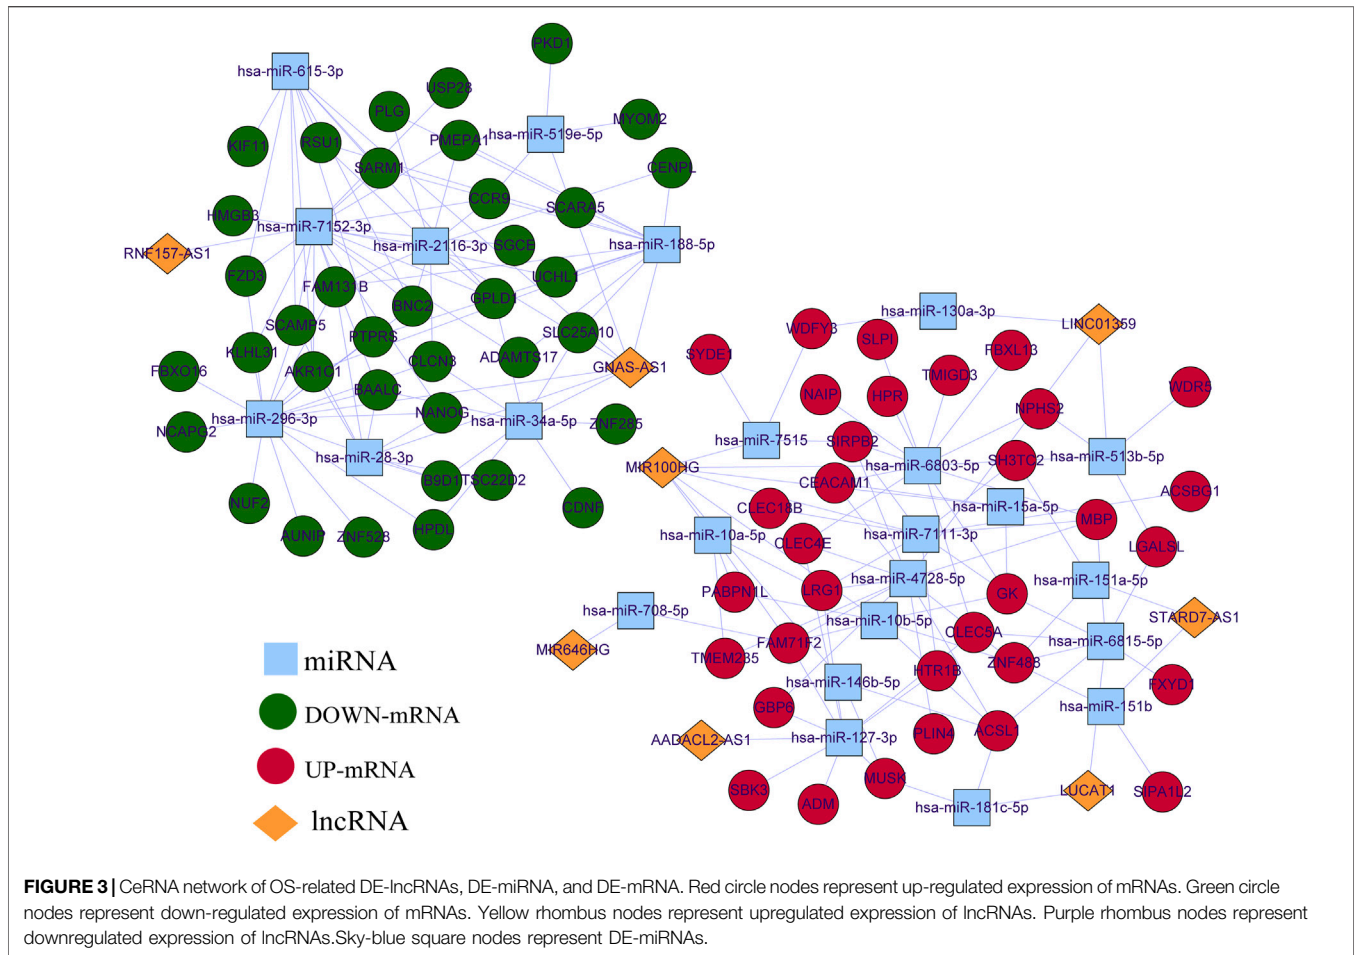 hsa-miR-615-3p
PKD1
USP28
PLG
KIF11
RSU1
PMEPA1
hsa-miR-519e-5p
MYOM2
SARM1
CENPL
CCR9
SCARA5
HMGB3
hsa-miR-7152-3p
RNF157-AS1
hsa-miR-2116-3p
SGCE
hsa-miR-188-5p
FZD3
FAM131B
UCHL1
BNC2
GPLD1
SCAMP5
PTPRS
SLC25A10
KLHL31
CLCN3
ADAMTS17
GNAS-AS1
FBXO16
AKR1C1
BAALC
hsa-miR-296-3p
NANOG
hsa-miR-34a-5p
ZNF285
NCAPG2
hsa-miR-28-3p
B9D1
TSC22D2
NUF2
CDNF
AUNIP
ZNF528
HPDL
hsa-miR-130a-3p
LINC01359
WDFY3
SLPI
FBXL13
SYDE1
TMIGD3
WDR5
NAIP
HPR
NPHS2
hsa-miR-7515
SIRPB2
hsa-miR-513b-5p
MIR100HG
hsa-miR-6803-5p
SH3TC2
CEACAM1
ACSBG1
CLEC18B
hsa-miR-15a-5p
MBP
hsa-miR-10a-5p
CLEC4E
hsa-miR-7111-3p
LGALSL
hsa-miR-4728-5p
hsa-miR-151a-5p
PABPN1L
LRG1
GK
hsa-miR-708-5p
hsa-miR-10b-5p
STARD7-AS1
CLEC5A
hsa-miR-6815-5p
MIR646HG
FAM71F2
TMEM235
HTR1B
ZNF488
hsa-miR-146b-5p
FXYD1
GBP6
hsa-miR-151b
AADACL2-AS1
hsa-miR-127-3p
PLIN4
ACSL1
SBK3
ADM
MUSK
hsa-miR-181c-5p
LUCAT1
SIPA1L2
miRNA
DOWN-mRNA
UP-mRNA
lncRNA
FIGURE 3 | CeRNA network of OS-related DE-lncRNAs, DE-miRNA, and DE-mRNA. Red circle nodes represent up-regulated expression of mRNAs. Green circle
nodes represent down-regulated expression of mRNAs. Yellow rhombus nodes represent upregulated expression of lncRNAs. Purple rhombus nodes represent
downregulated expression of lncRNAs.Sky-blue square nodes represent DE-miRNAs.